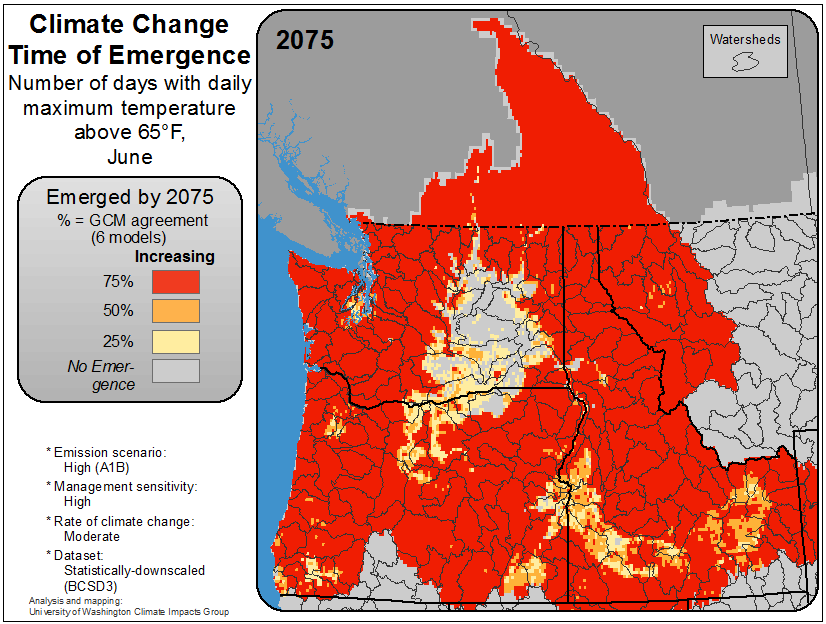 Climate Change
Time of Emergence
Number of days with daily
maximum temperature
above 65°F,
June
Emerged by 2075
% = GCM agreement
(6 models)
Increasing
75%
50%
25%
No Emer-
gence
* Emission scenario:
High (A1B)
* Management sensitivity:
High
* Rate of climate change:
Moderate
* Dataset:
Statistically-downscaled
(BCSD3)
Analysis and mapping:
University of Washington Climate Impacts Group
2075
Watersheds